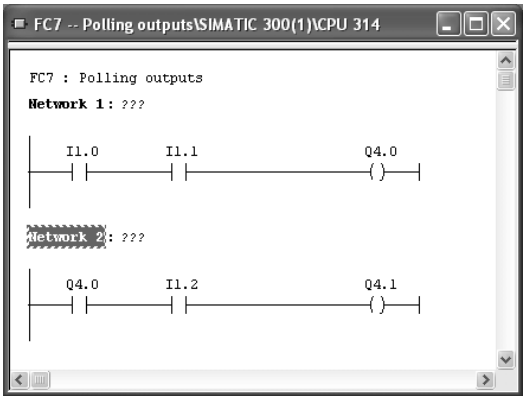 FC7 -- Polling outputs\SIMATIC 300(1)\CPU 314
FC7 : Polling outputs
Network 1: ???
I1.0 I1.1 Q4.0
Network 2: ???
Q4.0 I1.2 Q4.1